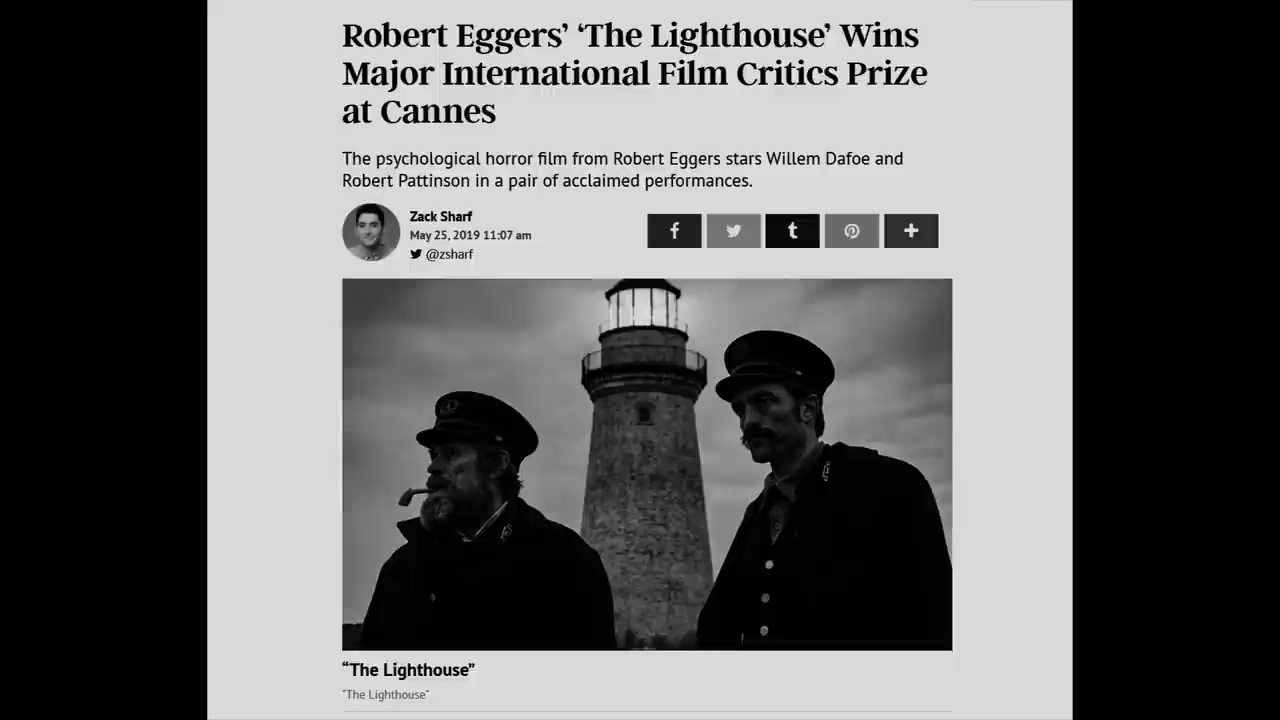 Robert Eggers’ ‘The Lighthouse’ Wins
Major International Film Critics Prize
at Cannes
The psychological horror film from Robert Eggers stars Willem Dafoe and
Robert Pattinson in a pair of acclaimed performances.
Zack Sharf
May 25, 2019 11:07 am
@zsharf
“The Lighthouse”
"The Lighthouse"